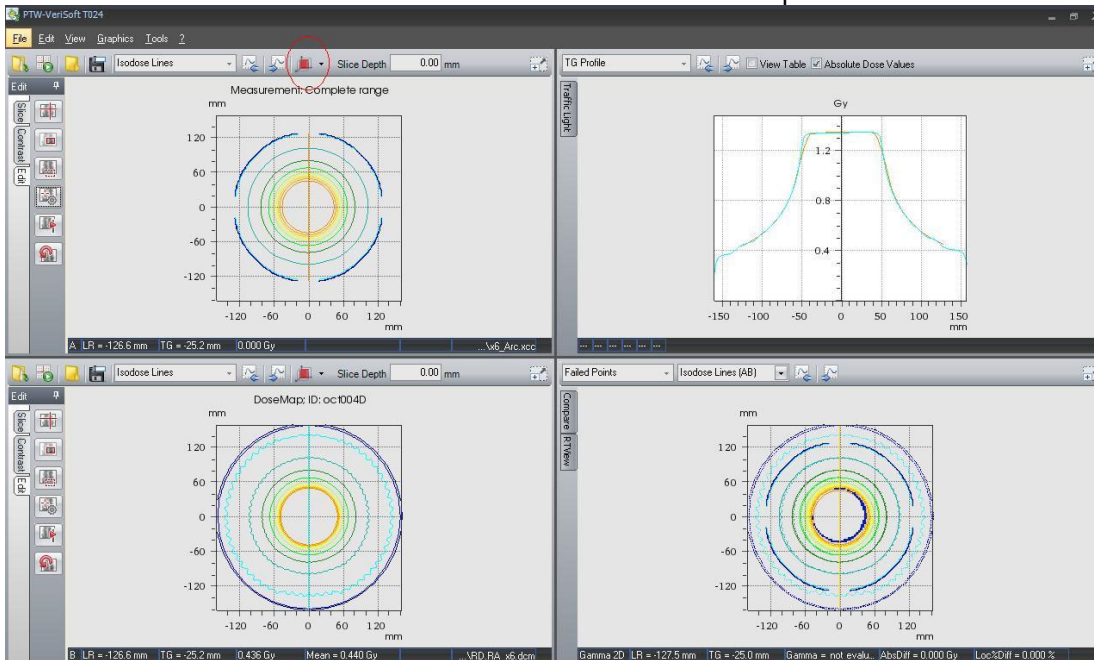 PTW-VeriSoft T024
File Edit View Graphics Tools ?
Isodose Lines Slice Depth 0.00 mm
Edit
Slice
Contrast
Edit
Measurement: Complete range
mm
120
60
0
-60
-120
-120 -60 0 60 120
mm
A LR = -126.6 mm TG = -25.2 mm 0.000 Gy ...\x6_Arc.xcc
TG Profile View Table Absolute Dose Values
Traffic Light
Gy
1.2
0.8
0.4
-150 -100 -50 0 50 100 150
mm
--- --- --- --- --- ---
Isodose Lines Slice Depth 0.00 mm
Edit
Slice
Contrast
Edit
DoseMap; ID: oct004D
mm
120
60
0
-60
-120
-120 -60 0 60 120
mm
B LR = -126.6 mm TG = -25.2 mm 0.436 Gy Mean = 0.440 Gy ...\RD.RA_x6.dcm
Failed Points Isodose Lines (AB)
Compare
RTView
mm
120
60
0
-60
-120
-120 -60 0 60 120
mm
Gamma 2D LR = -127.5 mm TG = -25.0 mm Gamma = not evalu.. AbsDiff = 0.000 Gy Loc%Diff = 0.000 %